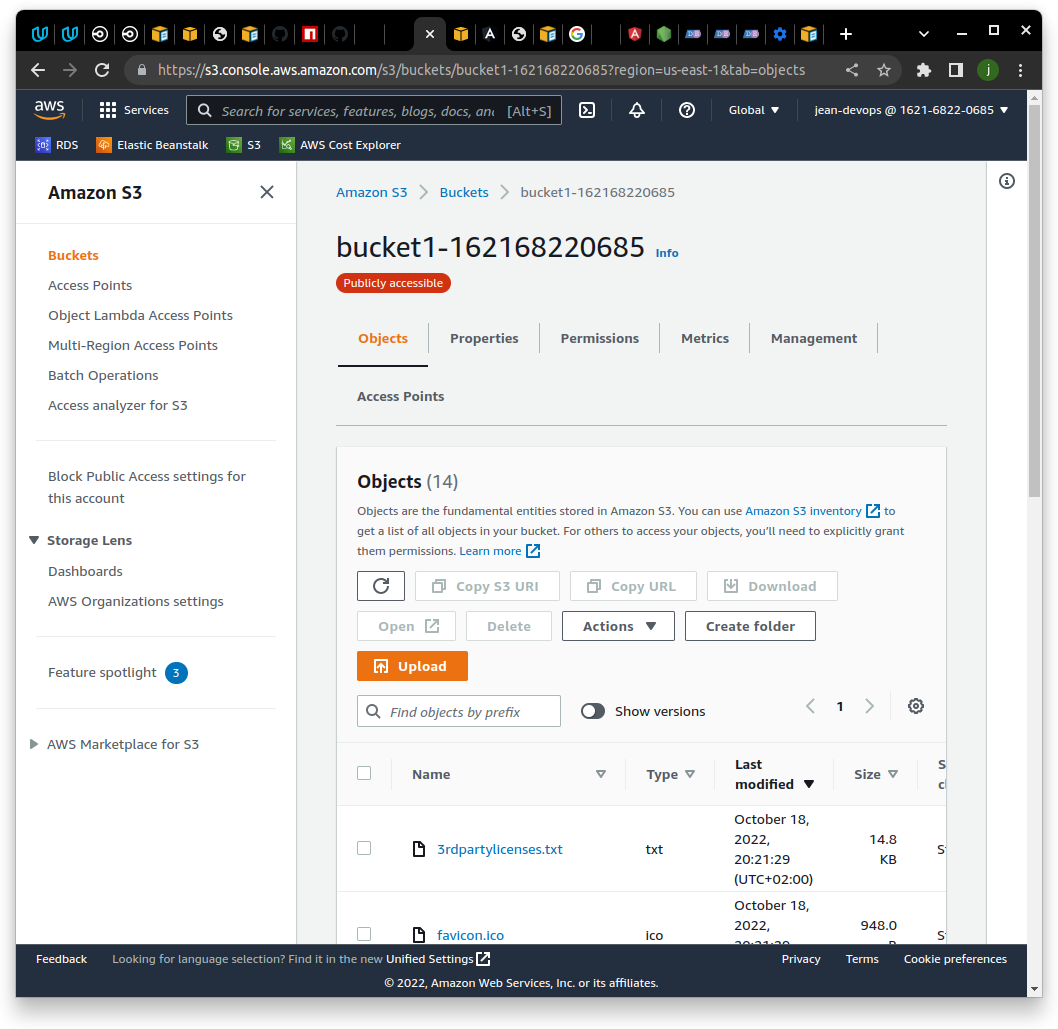 https://s3.console.aws.amazon.com/s3/buckets/bucket1-162168220685?region=us-east-1&tab=objects
j
aws
Services
Search for services, features, blogs, docs, and
[Alt+S]
Global
jean-devops @ 1621-6822-0685
RDS
Elastic Beanstalk
S3
AWS Cost Explorer
Amazon S3
Buckets
Access Points
Object Lambda Access Points
Multi-Region Access Points
Batch Operations
Access analyzer for S3
Block Public Access settings for
this account
Storage Lens
Dashboards
AWS Organizations settings
Feature spotlight 3
AWS Marketplace for S3
Amazon S3
Buckets
bucket1-162168220685
bucket1-162168220685 Info
Publicly accessible
Objects
Properties
Permissions
Metrics
Management
Access Points
Objects (14)
Objects are the fundamental entities stored in Amazon S3. You can use Amazon S3 inventory to
get a list of all objects in your bucket. For others to access your objects, you'll need to explicitly grant
them permissions. Learn more
Copy S3 URI
Copy URL
Download
Open
Delete
Actions
Create folder
Upload
Find objects by prefix
Show versions
1
Name
Type
Last
modified
Size
3rdpartylicenses.txt
txt
October 18,
2022,
20:21:29
(UTC+02:00)
14.8
KB
favicon.ico
ico
October 18,
2022,
20:21:29
948.0
B
Feedback
Looking for language selection? Find it in the new Unified Settings
Privacy
Terms
Cookie preferences
© 2022, Amazon Web Services, Inc. or its affiliates.